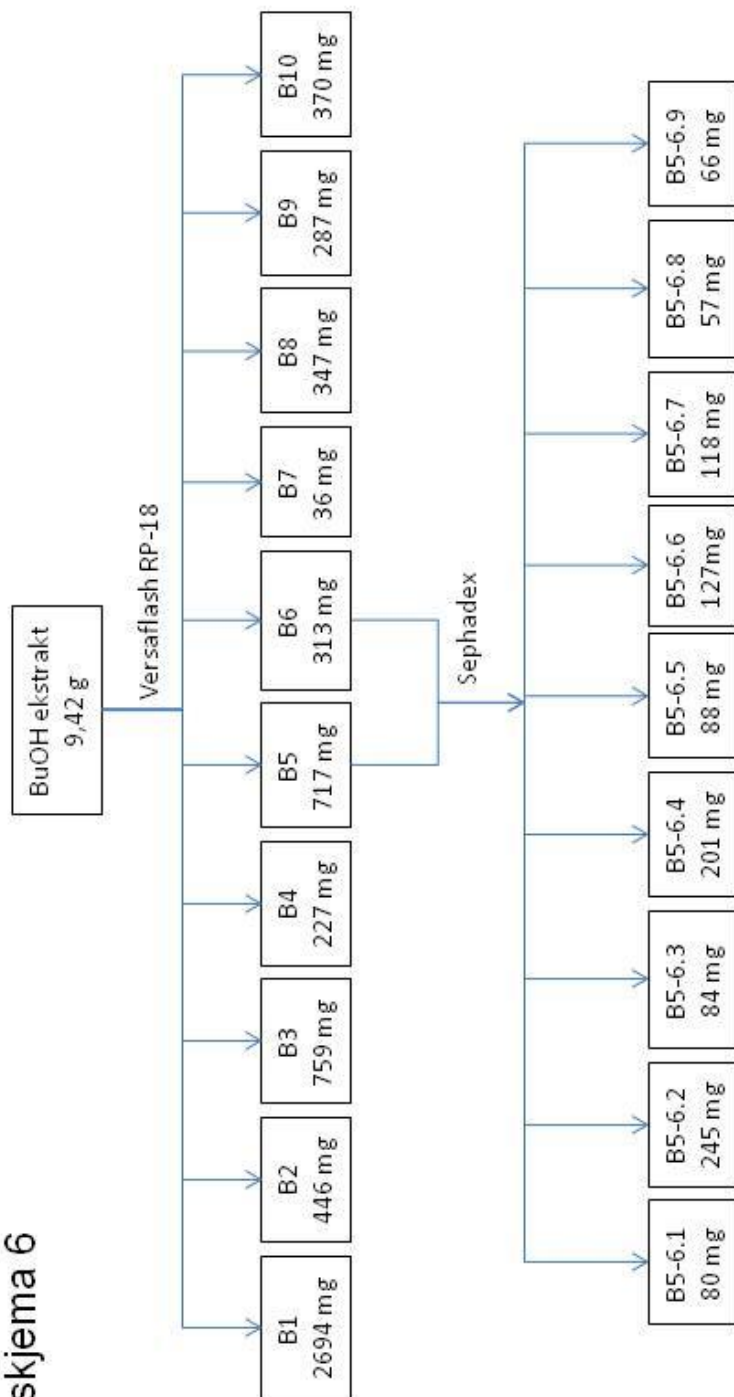 skjema 6
BuOH ekstrakt
9,42 g
Versaflash RP-18
B1
2694 mg
B2
446 mg
B3
759 mg
B4
227 mg
B5
717 mg
B6
313 mg
B7
36 mg
B8
347 mg
B9
287 mg
B10
370 mg
Sephadex
B5-6.1
80 mg
B5-6.2
245 mg
B5-6.3
84 mg
B5-6.4
201 mg
B5-6.5
88 mg
B5-6.6
127mg
B5-6.7
118 mg
B5-6.8
57 mg
B5-6.9
66 mg